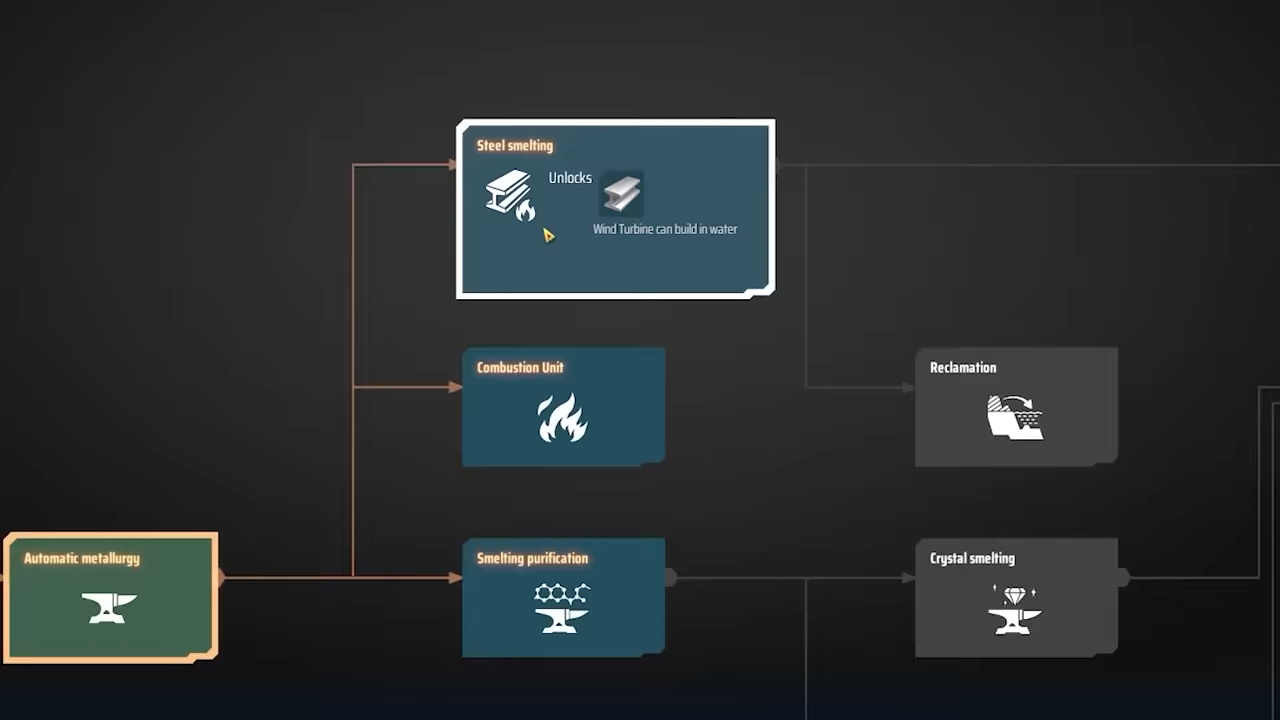 Steel smelting
Unlocks
Wind Turbine can build in water
Combustion Unit
Reclamation
Automatic metallurgy
Smelting purification
Crystal smelting